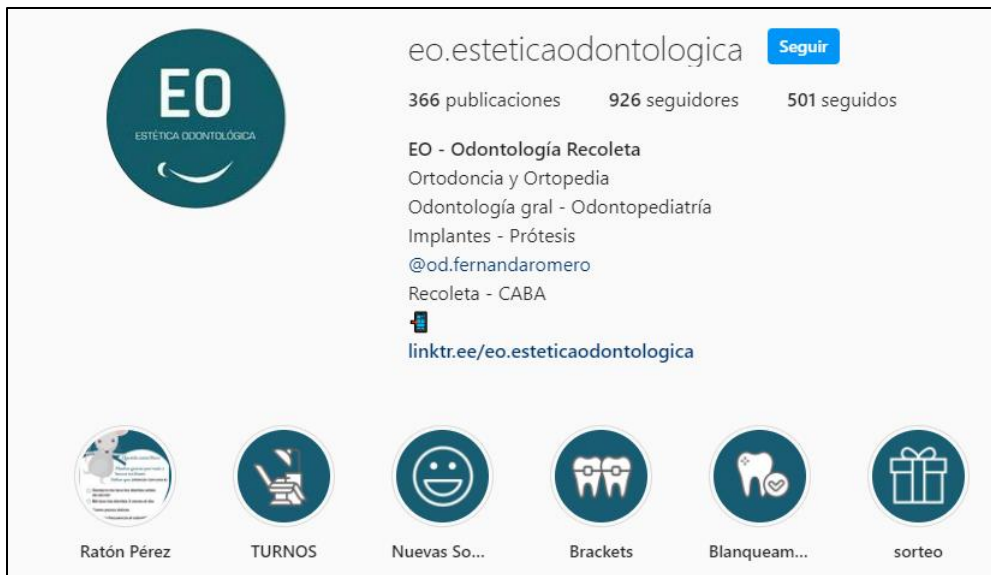 EO
ESTÉTICA ODONTOLÓGICA
eo.esteticaodontologica Seguir
366 publicaciones 926 seguidores 501 seguidos
EO - Odontología Recoleta
Ortodoncia y Ortopedia
Odontología gral - Odontopediatría
Implantes - Prótesis
@od.fernandaromero
Recoleta - CABA
linktr.ee/eo.esteticaodontologica
Ratón Pérez TURNOS Nuevas So... Brackets Blanqueam... sorteo